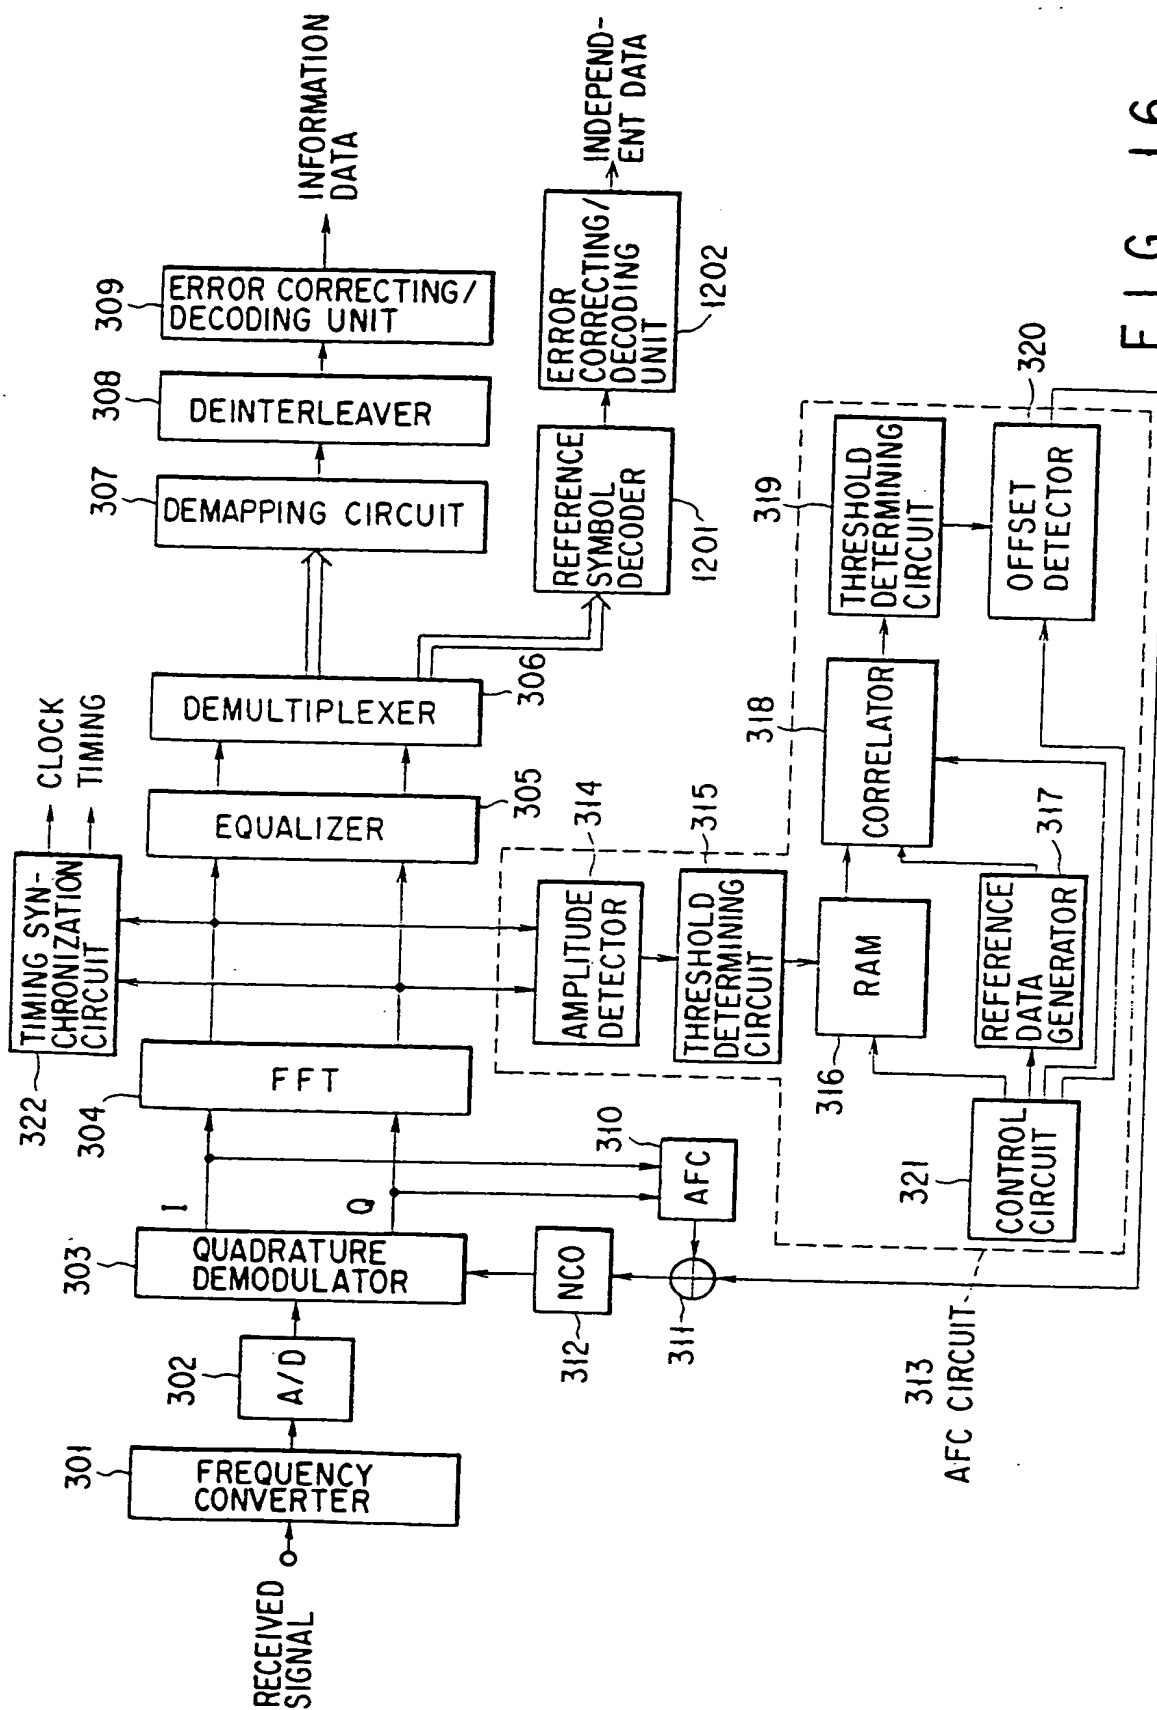 RECEIVED
SIGNAL
301
FREQUENCY
CONVERTER
302
A/D
303
QUADRATURE
DEMODULATOR
I
Q
304
FFT
322
TIMING SYN-
CHRONIZATION
CIRCUIT
CLOCK
TIMING
EQUALIZER
305
DEMULTIPLEXER
306
307
DEMAPPING CIRCUIT
308
DEINTERLEAVER
309
ERROR CORRECTING/
DECODING UNIT
INFORMATION
DATA
REFERENCE
SYMBOL
DECODER
1201
ERROR
CORRECTING/
DECODING
UNIT
1202
INDEPEND-
ENT DATA
310
AFC
311
NCO
312
313
AFC CIRCUIT
AMPLITUDE
DETECTOR
314
THRESHOLD
DETERMINING
CIRCUIT
315
RAM
316
REFERENCE
DATA
GENERATOR
317
CORRELATOR
318
THRESHOLD
DETERMINING
CIRCUIT
319
OFFSET
DETECTOR
320
321
CONTROL
CIRCUIT
FIG. 16